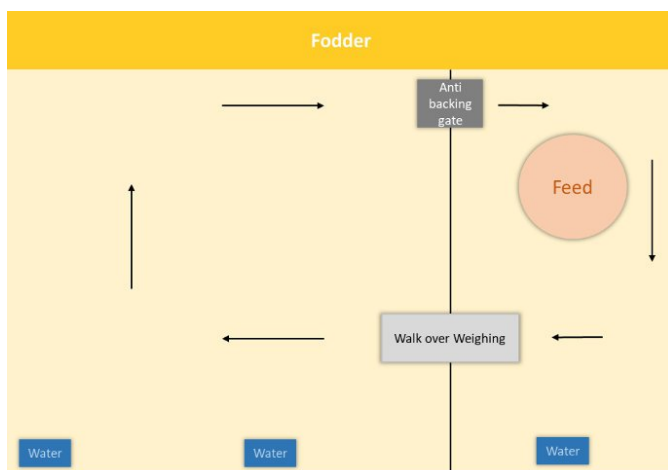 Fodder
Anti
backing
gate
Feed
Walk over Weighing
Water
Water
Water